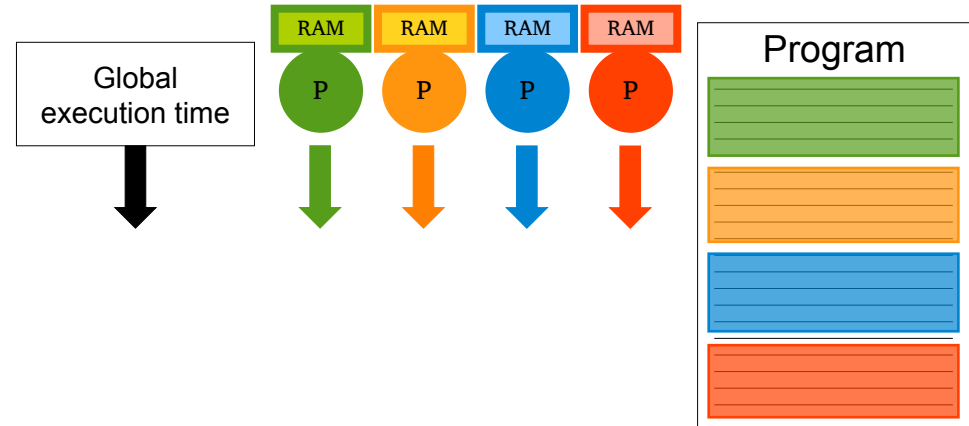 Global
execution time
RAM RAM RAM RAM
P P P P
Program